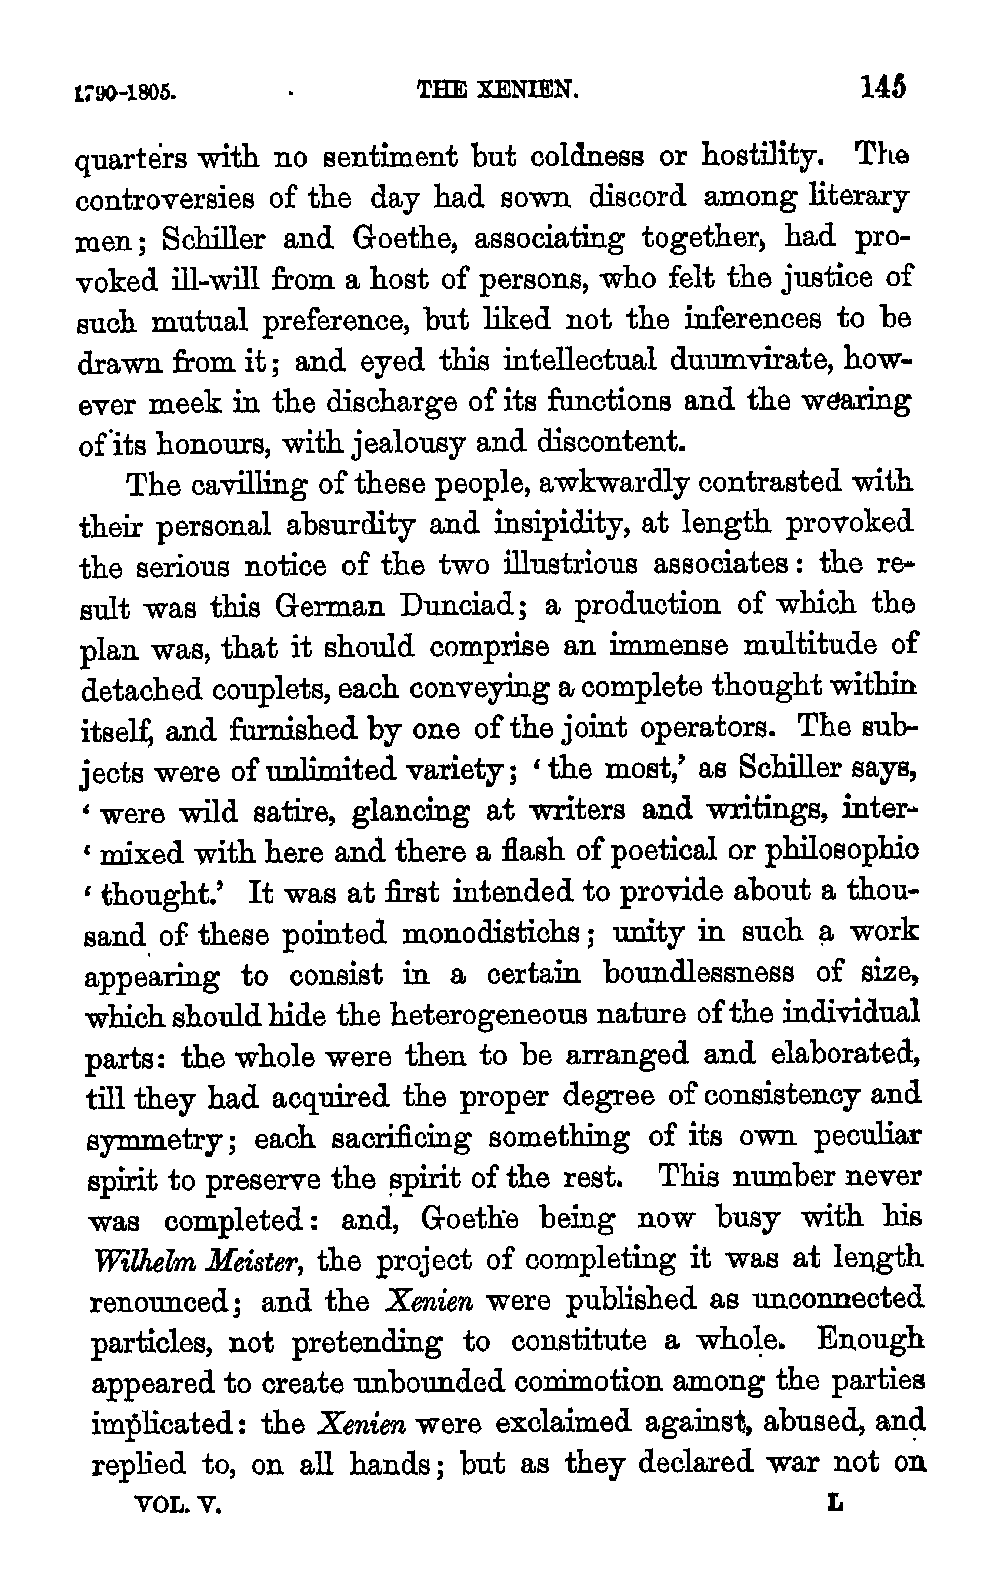 1790-1805. THE XENIEN. 145
quarters with no sentiment but coldness or hostility. The
controversies of the day had sown discord among literary
men; Schiller and Goethe, associating together, had pro-
voked ill-will from a host of persons, who felt the justice of
such mutual preference, but liked not the inferences to be
drawn from it; and eyed this intellectual duumvirate, how-
ever meek in the discharge of its functions and the wearing
of its honours, with jealousy and discontent.
The cavilling of these people, awkwardly contrasted with
their personal absurdity and insipidity, at length provoked
the serious notice of the two illustrious associates: the re-
sult was this German Dunciad; a production of which the
plan was, that it should comprise an immense multitude of
detached couplets, each conveying a complete thought within
itself, and furnished by one of the joint operators. The sub-
jects were of unlimited variety; ‘the most,’ as Schiller says,
‘were wild satire, glancing at writers and writings, inter-
‘mixed with here and there a flash of poetical or philosophic
‘thought.’ It was at first intended to provide about a thou-
sand of these pointed monodistichs; unity in such a work
appearing to consist in a certain boundlessness of size,
which should hide the heterogeneous nature of the individual
parts: the whole were then to be arranged and elaborated,
till they had acquired the proper degree of consistency and
symmetry; each sacrificing something of its own peculiar
spirit to preserve the spirit of the rest. This number never
was completed: and, Goethe being now busy with his
Wilhelm Meister, the project of completing it was at length
renounced; and the Xenien were published as unconnected
particles, not pretending to constitute a whole. Enough
appeared to create unbounded commotion among the parties
implicated: the Xenien were exclaimed against, abused, and
replied to, on all hands; but as they declared war not on
VOL. V. L